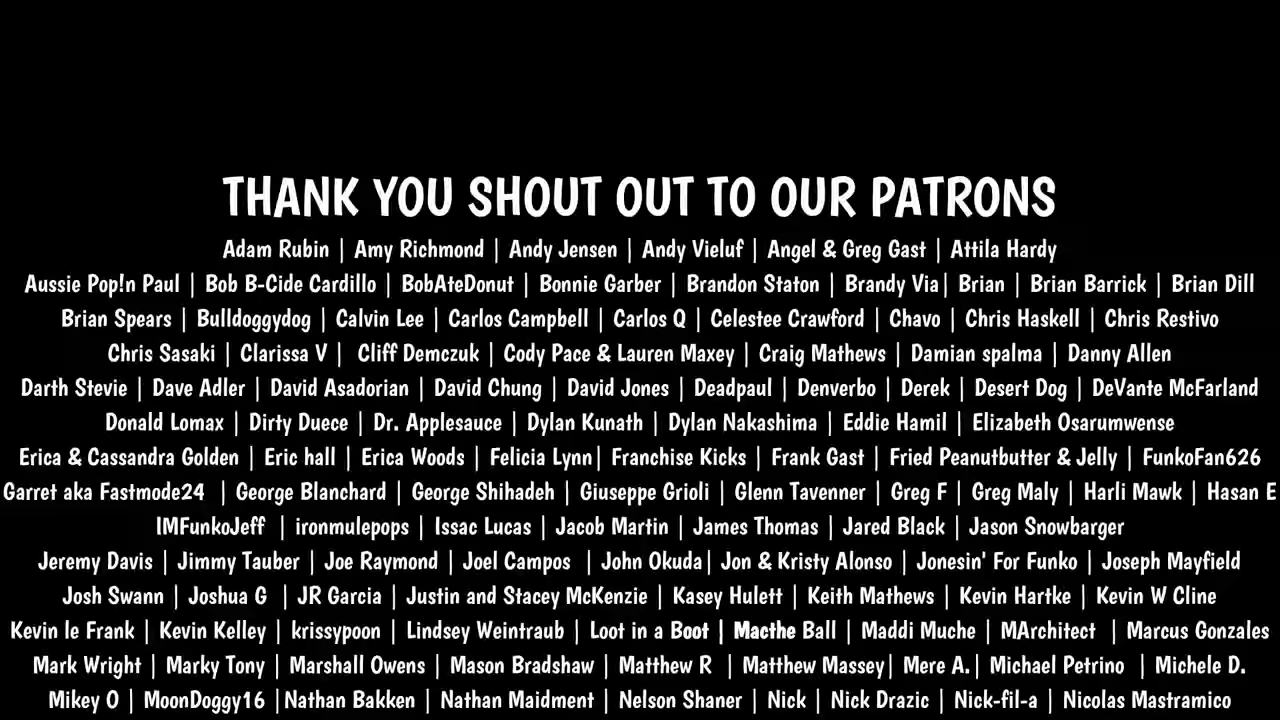 THANK YOU SHOUT OUT TO OUR PATRONS
Adam Rubin | Amy Richmond | Andy Jensen | Andy Vieluf | Angel & Greg Gast | Attila Hardy
Aussie Pop!n Paul | Bob B-Cide Cardillo | BobAteDonut | Bonnie Garber | Brandon Staton | Brandy Via| Brian | Brian Barrick | Brian Dill
Brian Spears | Bulldoggydog | Calvin Lee | Carlos Campbell | Carlos Q | Celestee Crawford | Chavo | Chris Haskell | Chris Restivo
Chris Sasaki | Clarissa V | Cliff Demczuk | Cody Pace & Lauren Maxey | Craig Mathews | Damian spalma | Danny Allen
Darth Stevie | Dave Adler | David Asadorian | David Chung | David Jones | Deadpaul | Denverbo | Derek | Desert Dog | DeVante McFarland
Donald Lomax | Dirty Duece | Dr. Applesauce | Dylan Kunath | Dylan Nakashima | Eddie Hamil | Elizabeth Osarumwense
Erica & Cassandra Golden | Eric hall | Erica Woods | Felicia Lynn| Franchise Kicks | Frank Gast | Fried Peanutbutter & Jelly | FunkoFan626
Garret aka Fastmode24 | George Blanchard | George Shihadeh | Giuseppe Grioli | Glenn Tavenner | Greg F | Greg Maly | Harli Mawk | Hasan E
IMFunkoJeff | ironmulepops | Issac Lucas | Jacob Martin | James Thomas | Jared Black | Jason Snowbarger
Jeremy Davis | Jimmy Tauber | Joe Raymond | Joel Campos | John Okuda| Jon & Kristy Alonso | Jonesin' For Funko | Joseph Mayfield
Josh Swann | Joshua G | JR Garcia | Justin and Stacey McKenzie | Kasey Hulett | Keith Mathews | Kevin Hartke | Kevin W Cline
Kevin le Frank | Kevin Kelley | krissypoon | Lindsey Weintraub | Loot in a Boot | Macthe Ball | Maddi Muche | MArchitect | Marcus Gonzales
Mark Wright | Marky Tony | Marshall Owens | Mason Bradshaw | Matthew R | Matthew Massey| Mere A.| Michael Petrino | Michele D.
Mikey O | MoonDoggy16 |Nathan Bakken | Nathan Maidment | Nelson Shaner | Nick | Nick Drazic | Nick-fil-a | Nicolas Mastramico